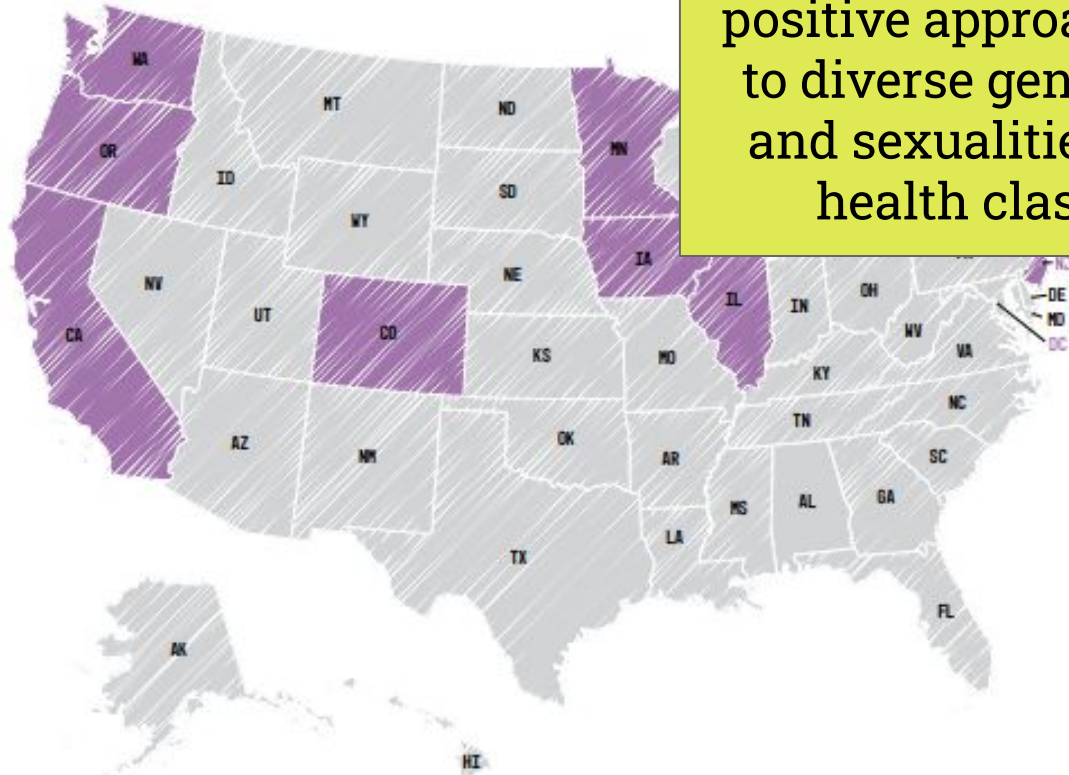 positive approa
to diverse gen
and sexualitie
health clas
WA
MT
ND
MN
OR
ID
SD
WY
IA
NE
NV
IL
OH
DE
IN
UT
MD
CA
CO
WV
DC
KS
MO
VA
KY
NC
TN
AZ
OK
NM
AR
SC
GA
MS
AL
LA
TX
FL
AK
HI